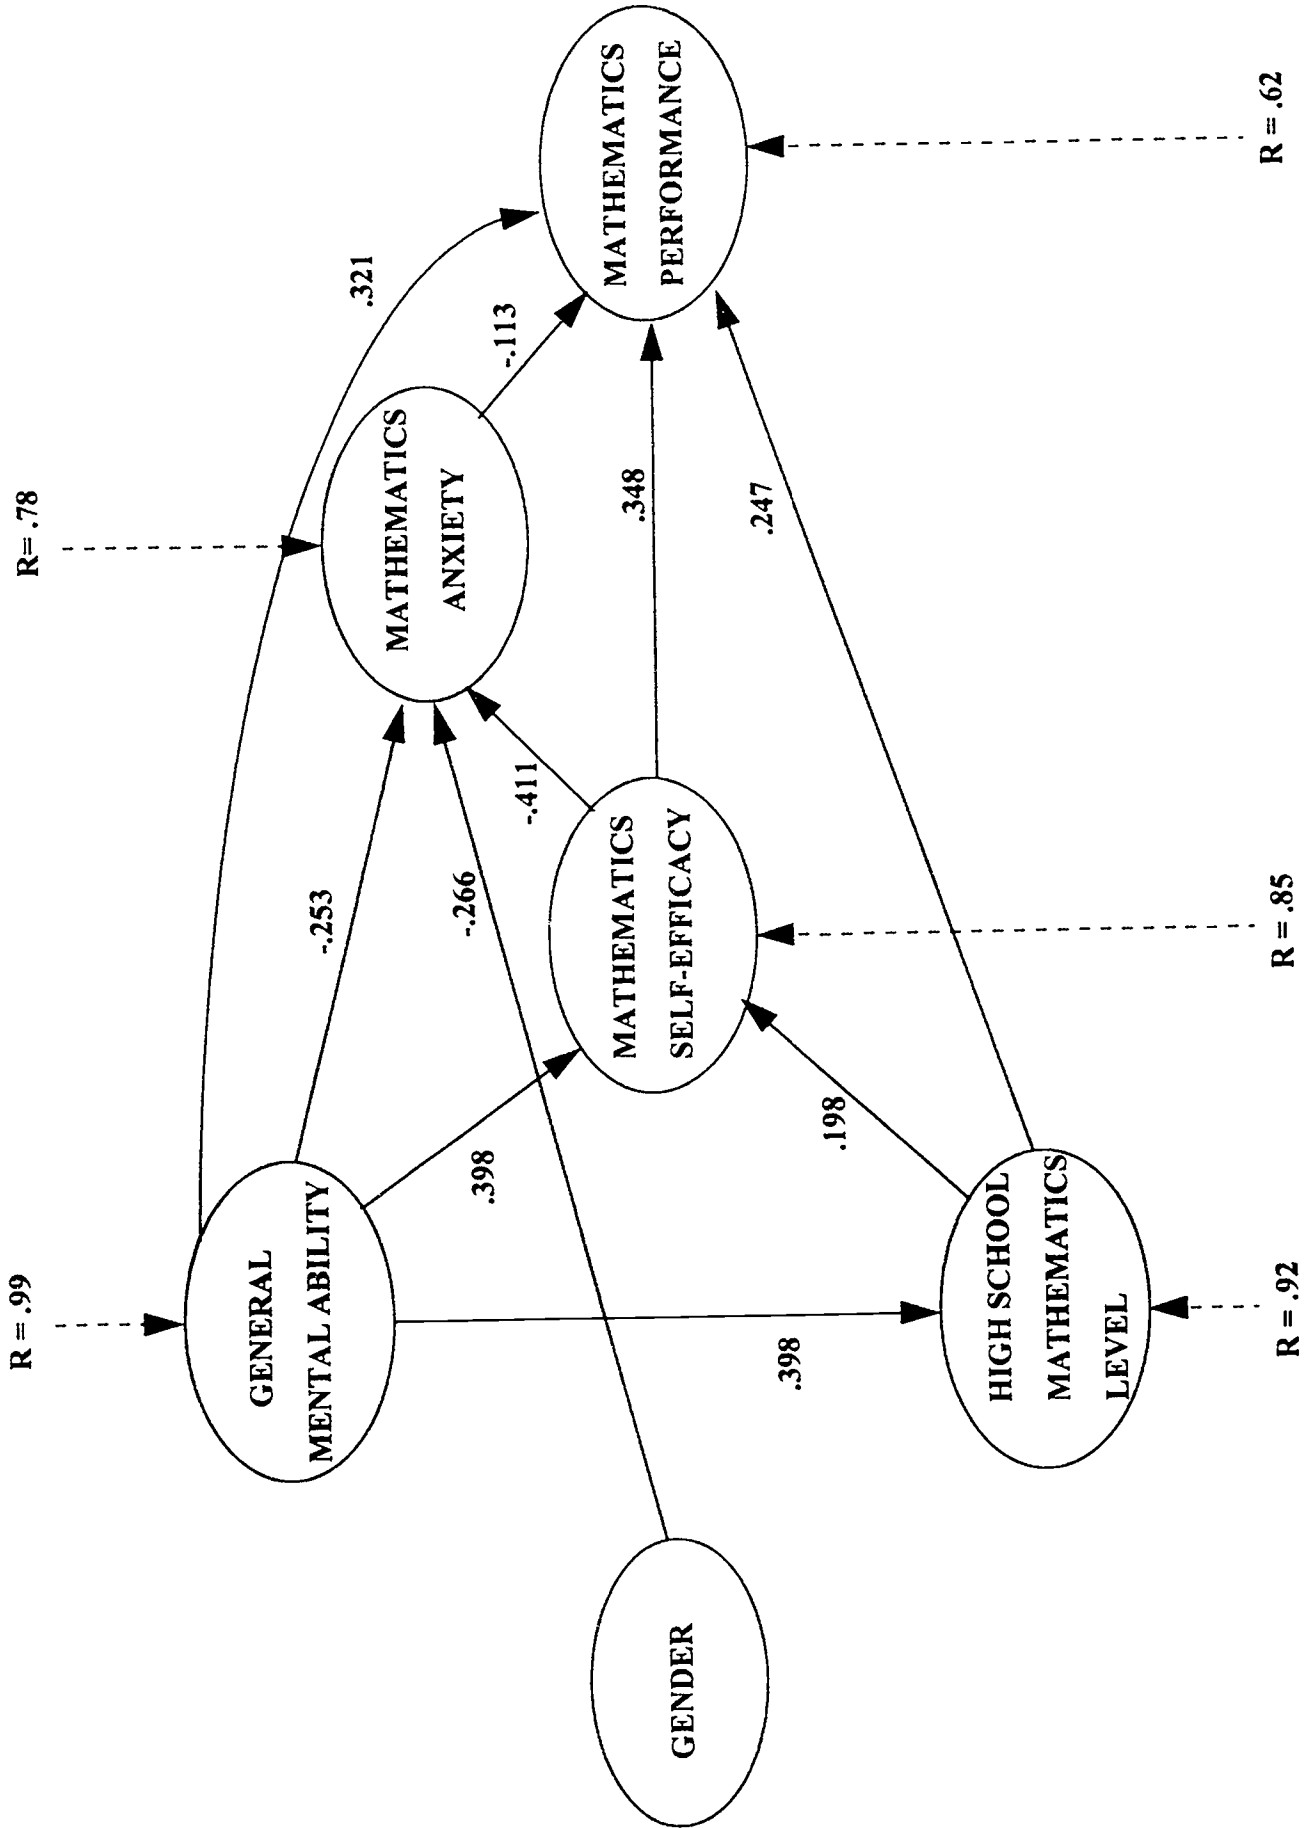 R = .99
R= .78
GENERAL
MENTAL ABILITY
.321
-.253
MATHEMATICS
ANXIETY
-.113
-.266
.398
-.411
MATHEMATICS
PERFORMANCE
GENDER
MATHEMATICS
SELF-EFFICACY
.348
.398
.198
.247
HIGH SCHOOL
MATHEMATICS
LEVEL
R = .92
R = .85
R = .62